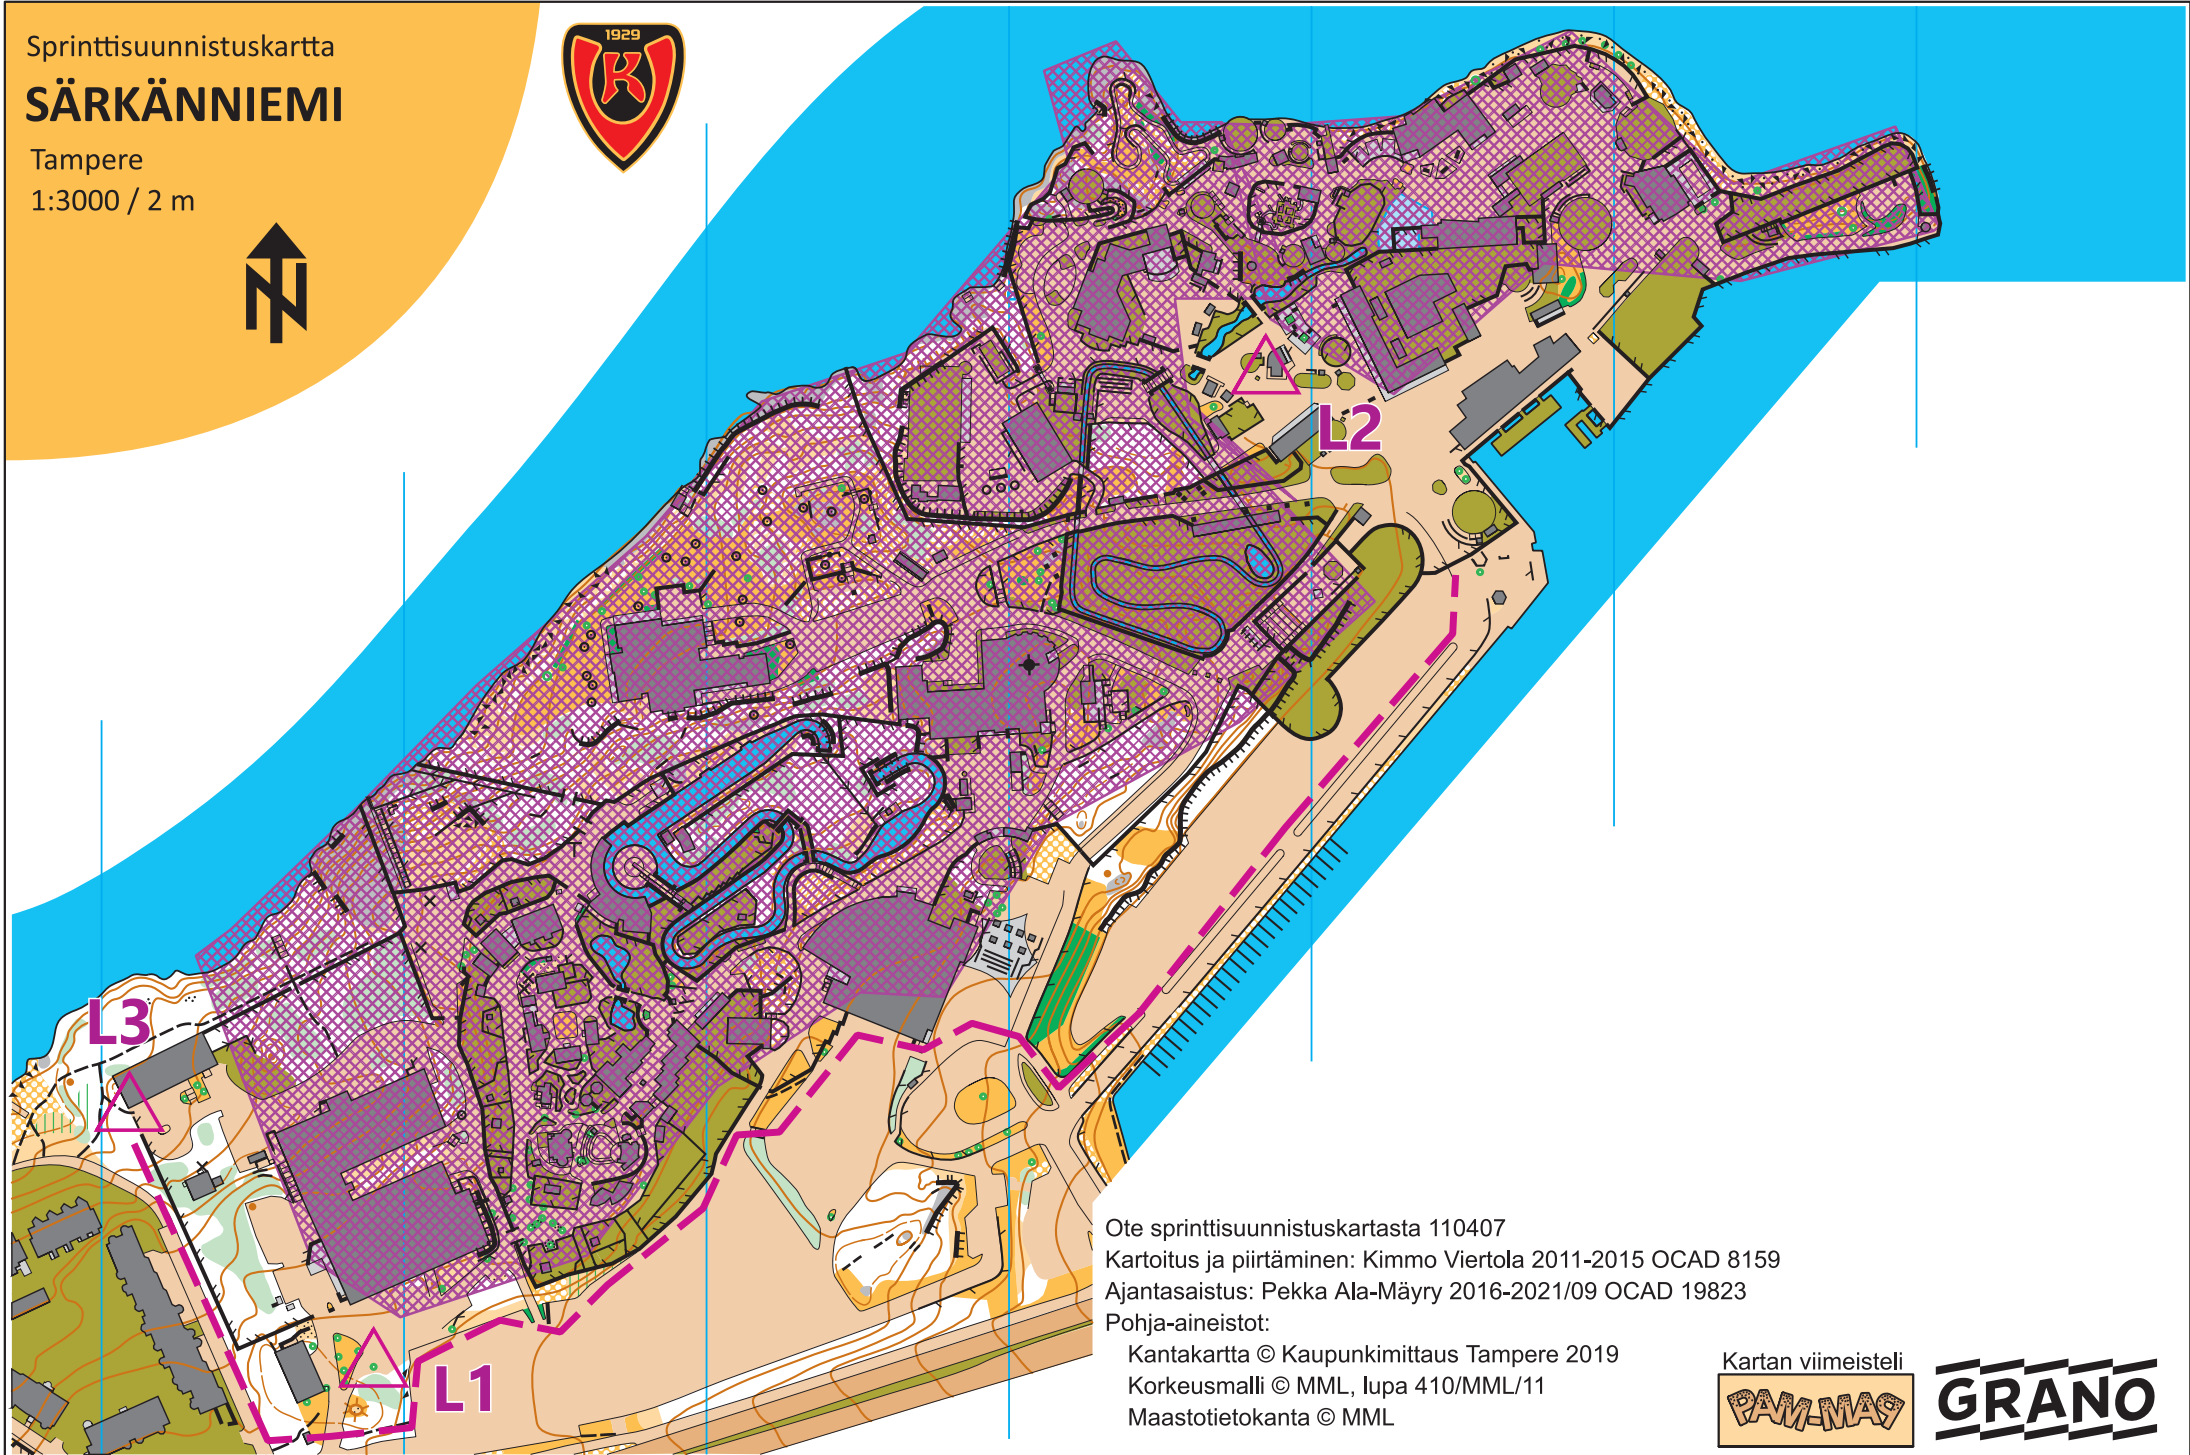 Sprinttisuunnistuskartta
SÄRKÄNNIEMI
Tampere
1:3000 / 2 m
N
1929
K
L2
L3
L1
Ote sprinttisuunnistuskartasta 110407
Kartoitus ja piirtäminen: Kimmo Viertola 2011-2015 OCAD 8159
Ajantasaistus: Pekka Ala-Mäyry 2016-2021/09 OCAD 19823
Pohja-aineistot:
Kantakartta © Kaupunkimittaus Tampere 2019
Korkeusmalli © MML, lupa 410/MML/11
Maastotietokanta © MML
Kartan viimeisteli
PAM-MAP
GRANO